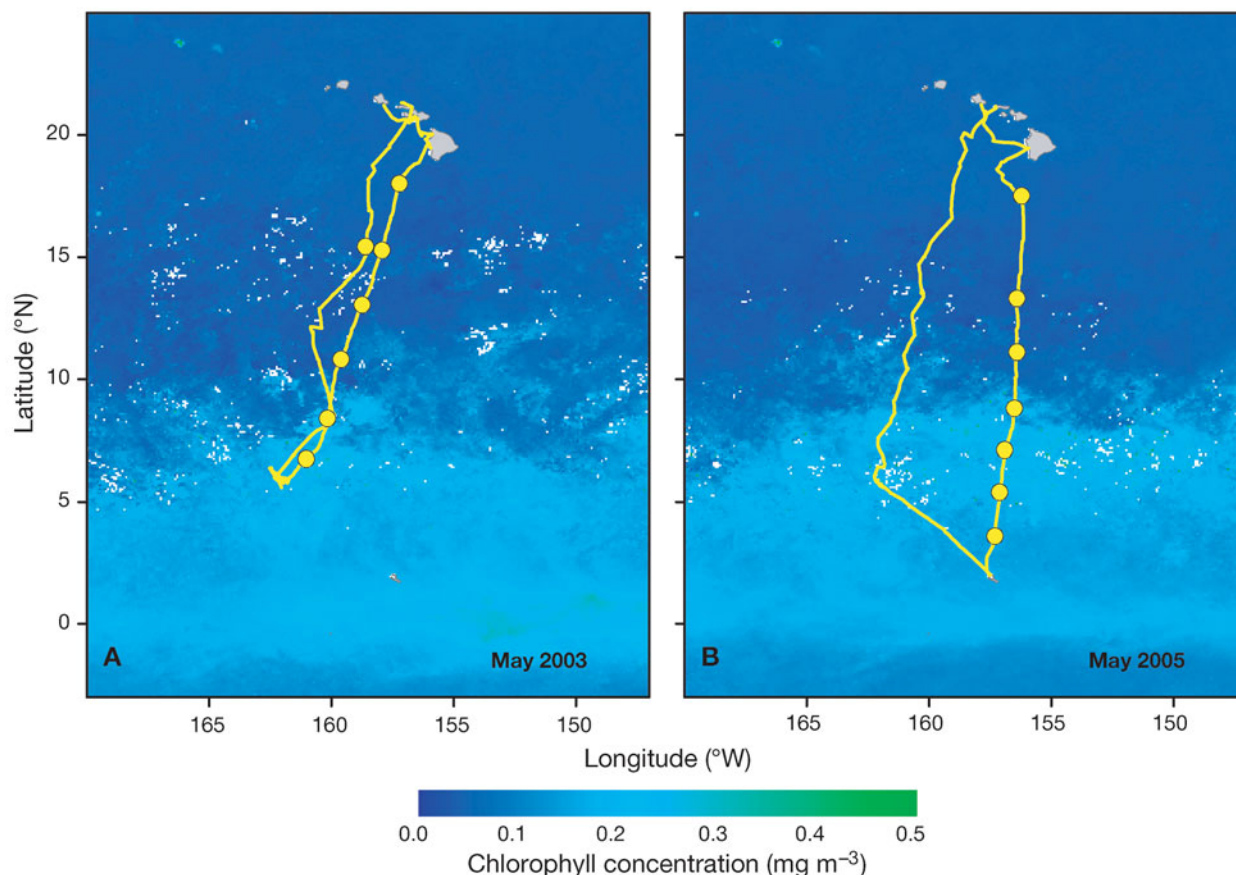 Latitude (°N)
20
15
10
5
0
A
May 2003
B
May 2005
165
160
155
150
165
160
155
150
Longitude (°W)
0.0
0.1
0.2
0.3
0.4
0.5
Chlorophyll concentration (mg m⁻³)